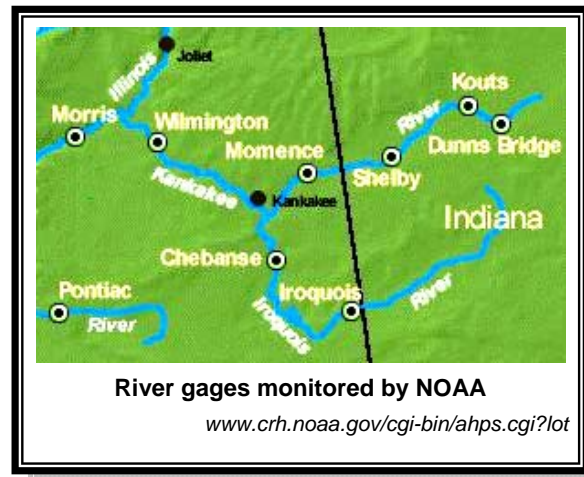 Joliet
Illinois
Kouts
Morris
Wilmington
River
Dunns Bridge
Momence
Shelby
Kankakee
Kankakee
Indiana
Chebanse
Pontiac
Iroquois
River
River
Iroquois
River gages monitored by NOAA
www.crh.noaa.gov/cgi-bin/ahps.cgi?lot